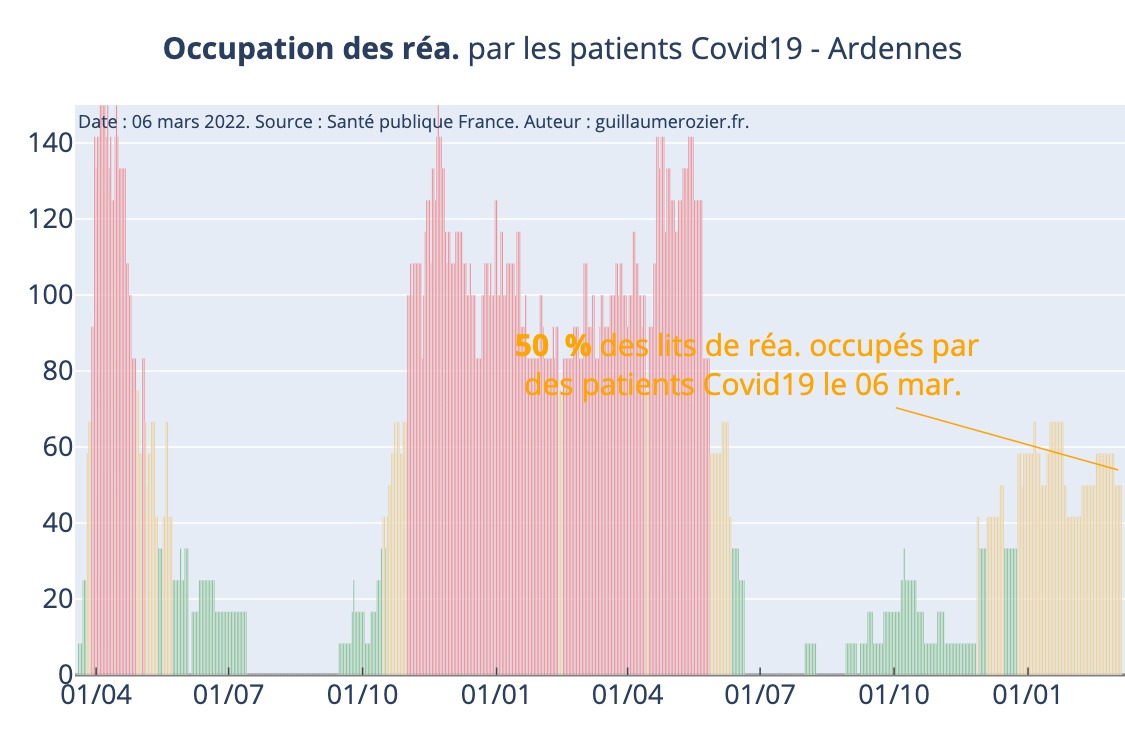 Occupation des réa. par les patients Covid19 - Ardennes
Date : 06 mars 2022. Source : Santé publique France. Auteur : guillaumerozier.fr.
140
120
100
80
60
40
20
0
50 % des lits de réa. occupés par
des patients Covid19 le 06 mar.
01/04 01/07 01/10 01/01 01/04 01/07 01/10 01/01